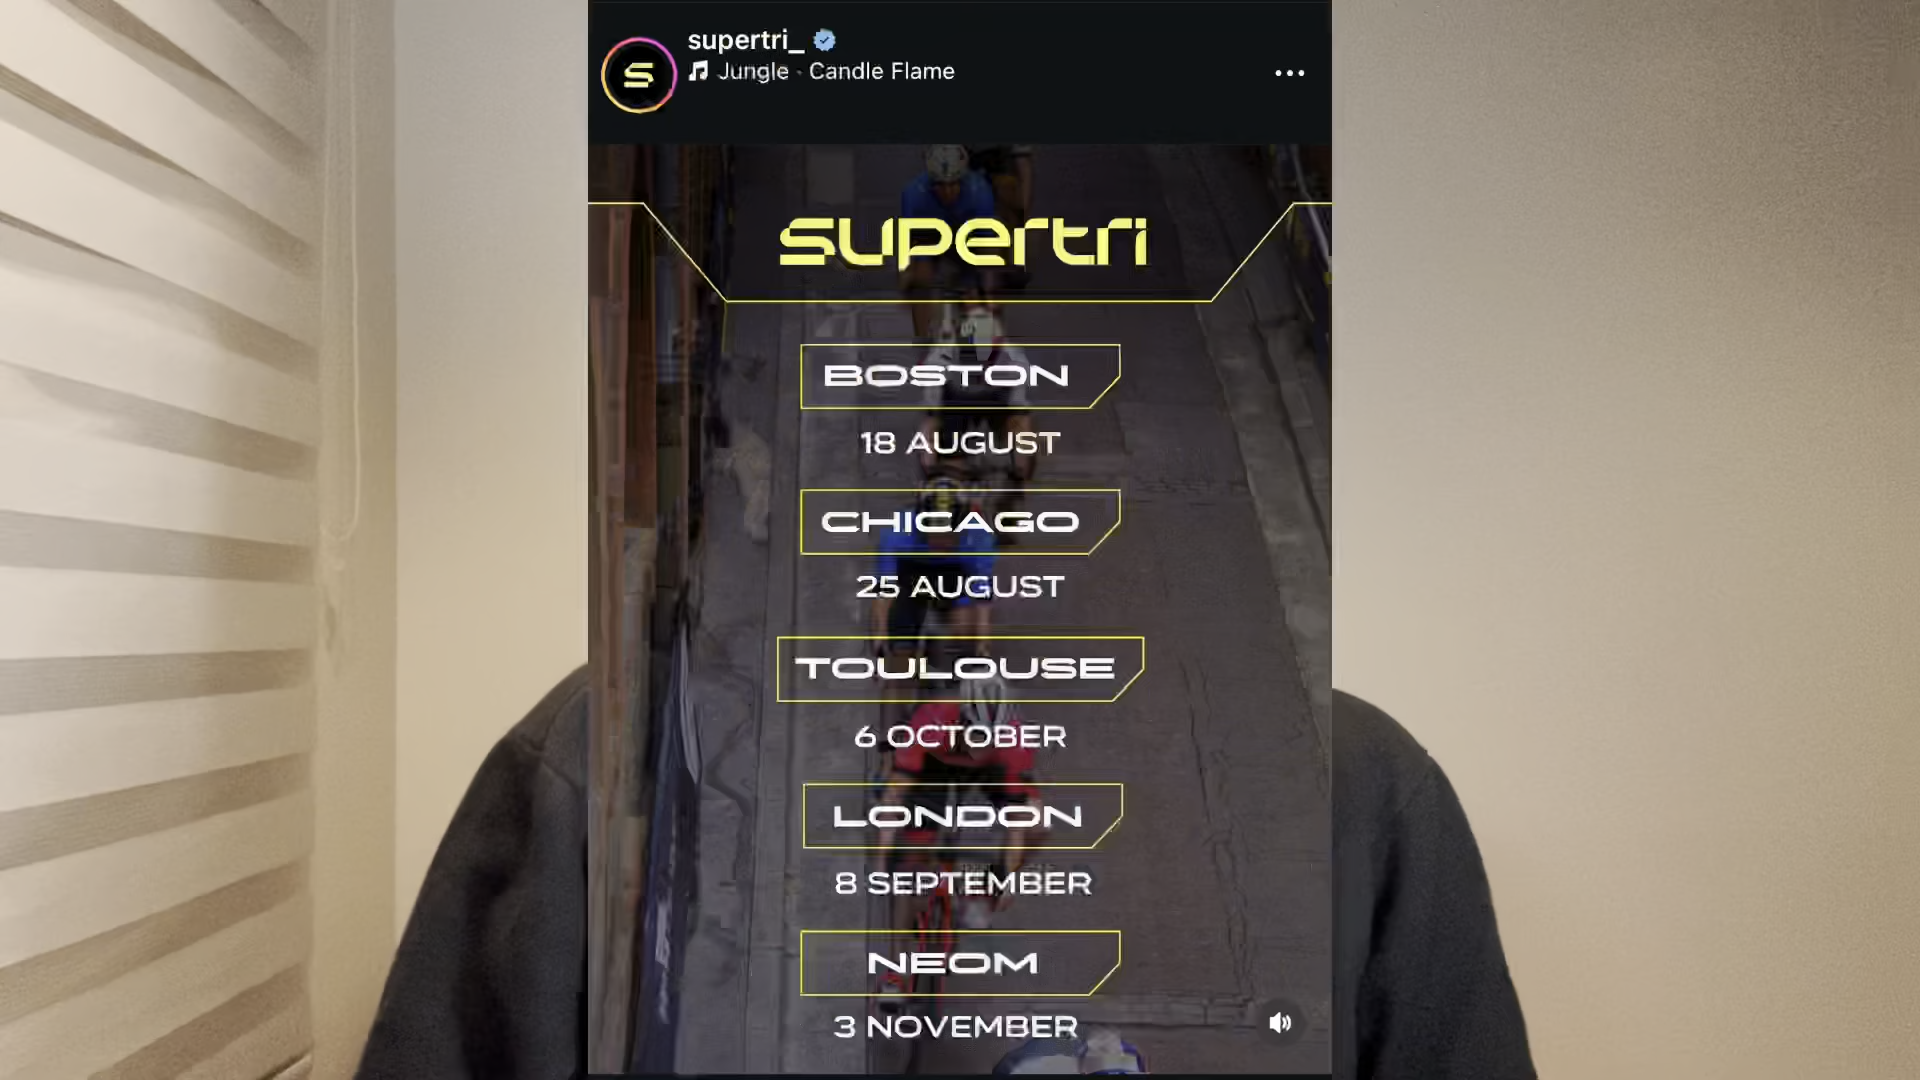 supertri_
Jungle · Candle Flame
supertri
BOSTON
18 AUGUST
CHICAGO
25 AUGUST
TOULOUSE
6 OCTOBER
LONDON
8 SEPTEMBER
NEOM
3 NOVEMBER